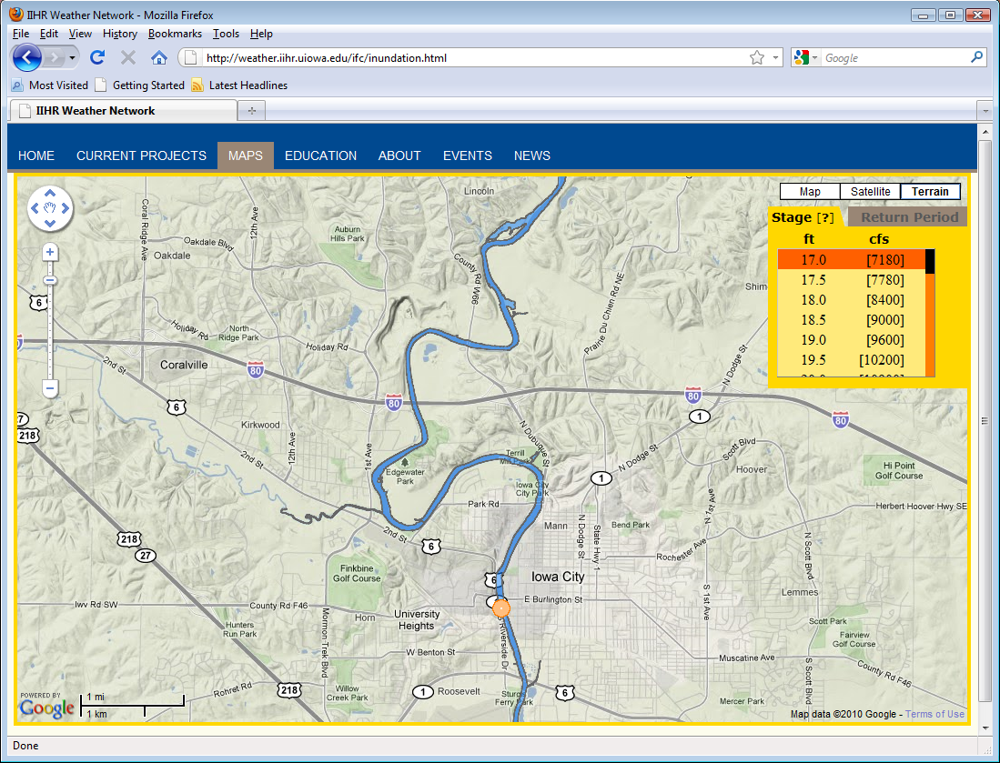 IIHR Weather Network - Mozilla Firefox
File Edit View History Bookmarks Tools Help
http://weather.iihr.uiowa.edu/ifc/inundation.html
Google
Most Visited Getting Started Latest Headlines
IIHR Weather Network
HOME CURRENT PROJECTS MAPS EDUCATION ABOUT EVENTS NEWS
Map Satellite Terrain
Stage [?] Return Period
ft cfs
17.0 [7180]
17.5 [7780]
18.0 [8400]
18.5 [9000]
19.0 [9600]
19.5 [10200]
Lincoln
Coral Ridge Ave
12th Ave
Auburn
Hills Park
Oakdale Blvd
Oakdale
County Rd W66
Prairie Du Chien Rd NE
Shim
6
Holiday Rd
North
Ridge Park
Holiday Rd
80
2nd St
Coralville
N Dodge St
80
80
1
80
6
218
Kirkwood
12th Ave
2nd St
1st Ave
N Dubuque St
N Dodge St
Scott Blvd
Hoover
Hi Point
Golf Course
Edgewater
Park
Terrill
Mill Park
Iowa City
City Park
1
Park Rd
N 1st Ave
Herbert Hoover Hwy SE
Mann
Bend Park
N Dodge St
State Hwy 1
Rochester Ave
N Scott Blvd
2nd St
6
218
27
Finkbine
Golf Course
6
Iowa City
E Burlington St
S 1st Ave
Lemmes
Iwv Rd SW
County Rd F46
Horn
University
Heights
Hunters
Run Park
Mormon Trek Blvd
S Riverside Dr
W Benton St
Scott Park
Fairview
Golf Course
Muscatine Ave
County Rd F46
S Scott Blvd
Rohret Rd
218
Willow
Creek Park
1
Roosevelt
Sturgis
Ferry Park
6
Mercer Park
POWERED BY
Google
1 mi
1 km
Map data ©2010 Google - Terms of Use
Done